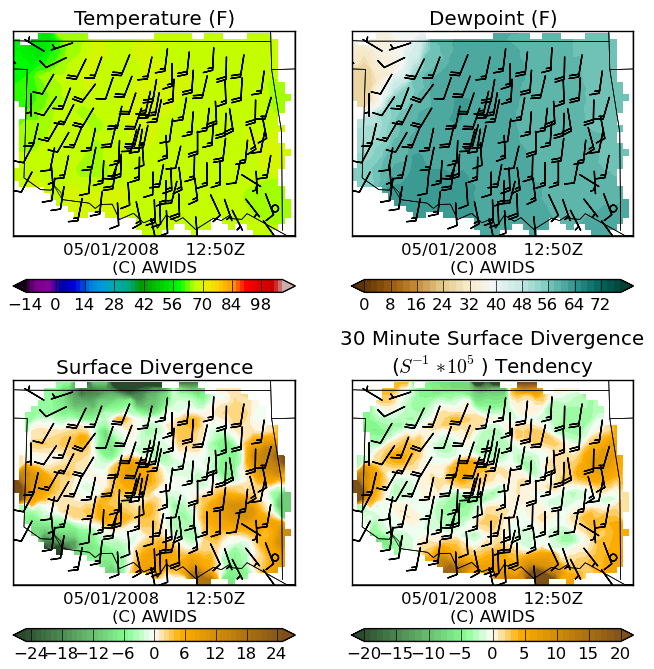 Temperature (F)
Dewpoint (F)
05/01/2008 12:50Z
(C) AWIDS
05/01/2008 12:50Z
(C) AWIDS
−14 0 14 28 42 56 70 84 98
0 8 16 24 32 40 48 56 64 72
Surface Divergence
30 Minute Surface Divergence
(S⁻¹ ∗10⁵ ) Tendency
05/01/2008 12:50Z
(C) AWIDS
05/01/2008 12:50Z
(C) AWIDS
−24 −18 −12 −6 0 6 12 18 24
−20 −15 −10 −5 0 5 10 15 20